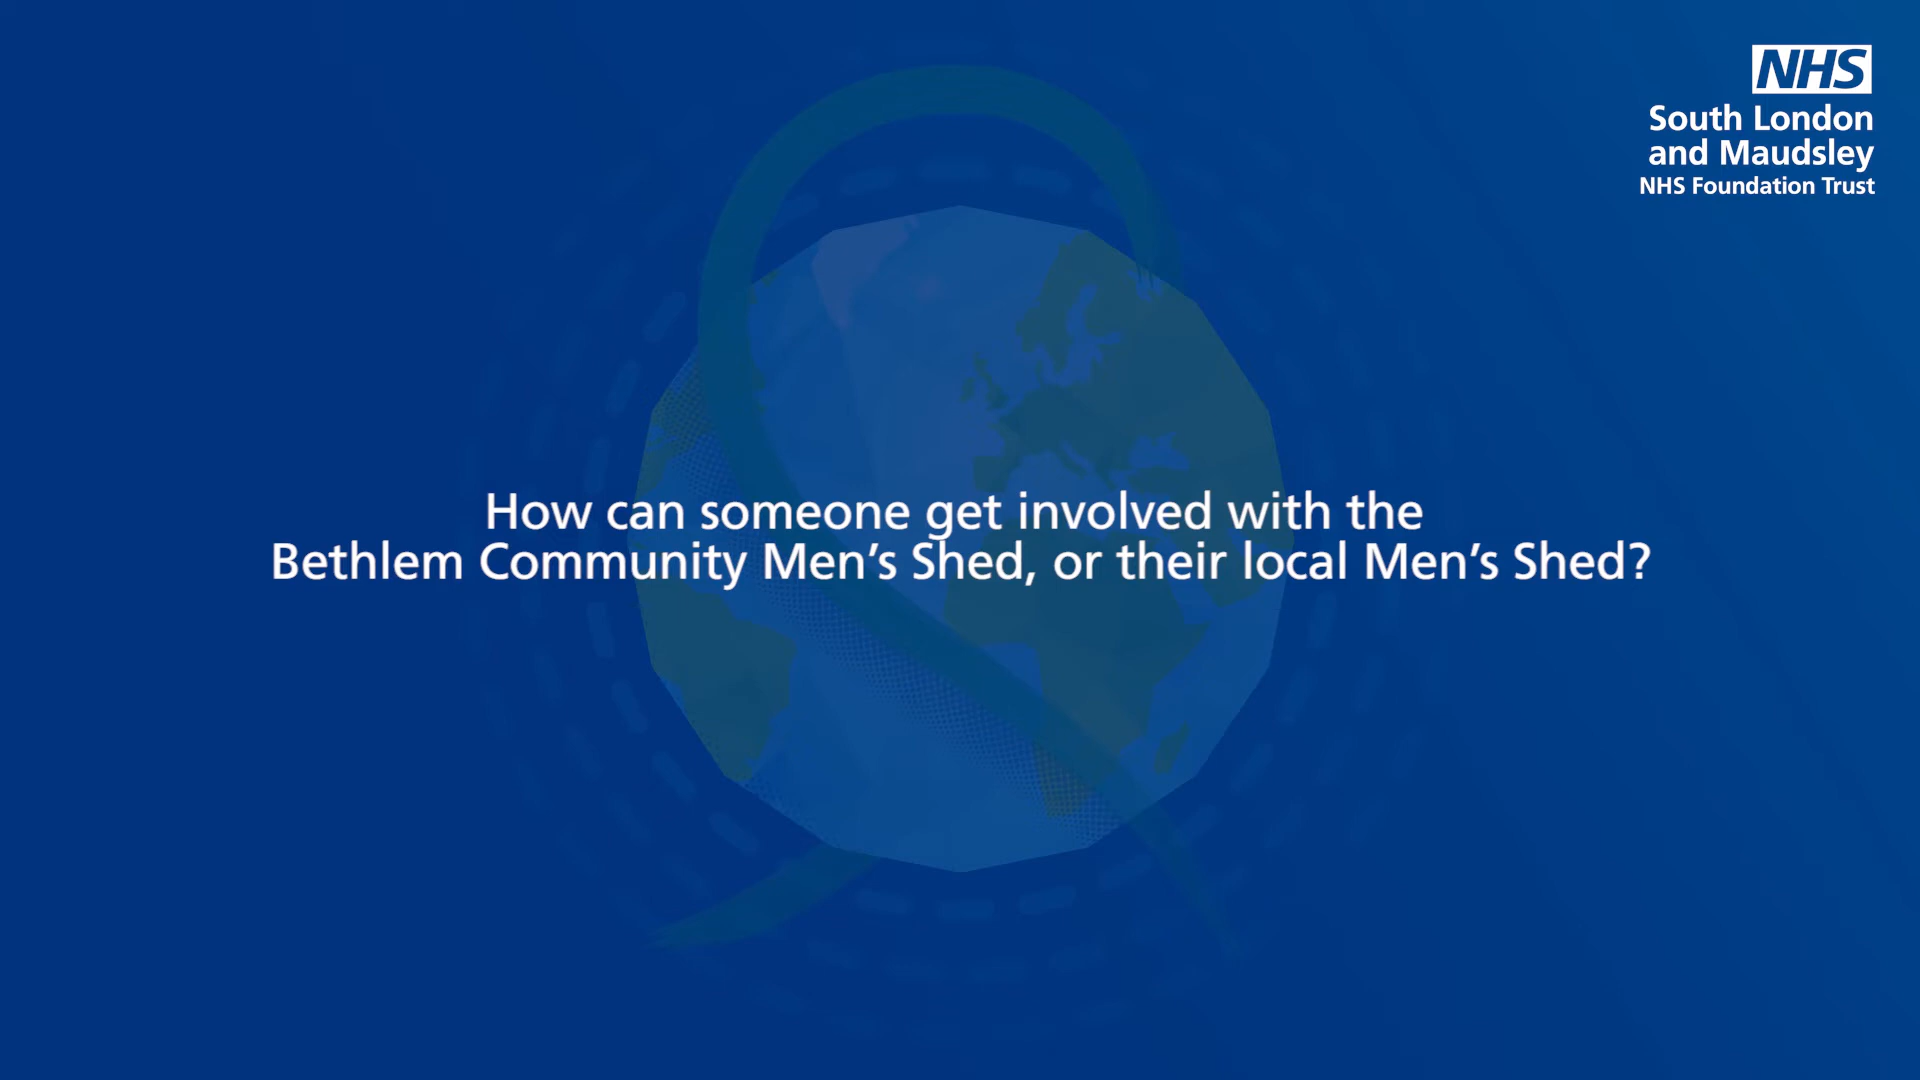 NHS
South London
and Maudsley
NHS Foundation Trust
How can someone get involved with the
Bethlem Community Men’s Shed, or their local Men’s Shed?